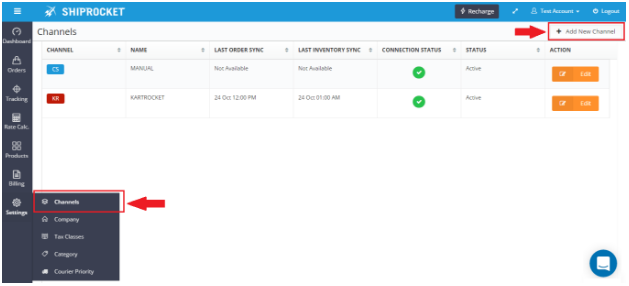 SHIPROCKET
Recharge
Test Account
Logout
Dashboard
Channels
+ Add New Channel
CHANNEL NAME LAST ORDER SYNC LAST INVENTORY SYNC CONNECTION STATUS STATUS ACTION
CS MANUAL Not Available Not Available Active Edit
KR KARTROCKET 24 Oct 12:00 PM 24 Oct 01:00 AM Active Edit
Orders
Tracking
Rate Calc.
Products
Billing
Settings
Channels
Company
Tax Classes
Category
Courier Priority